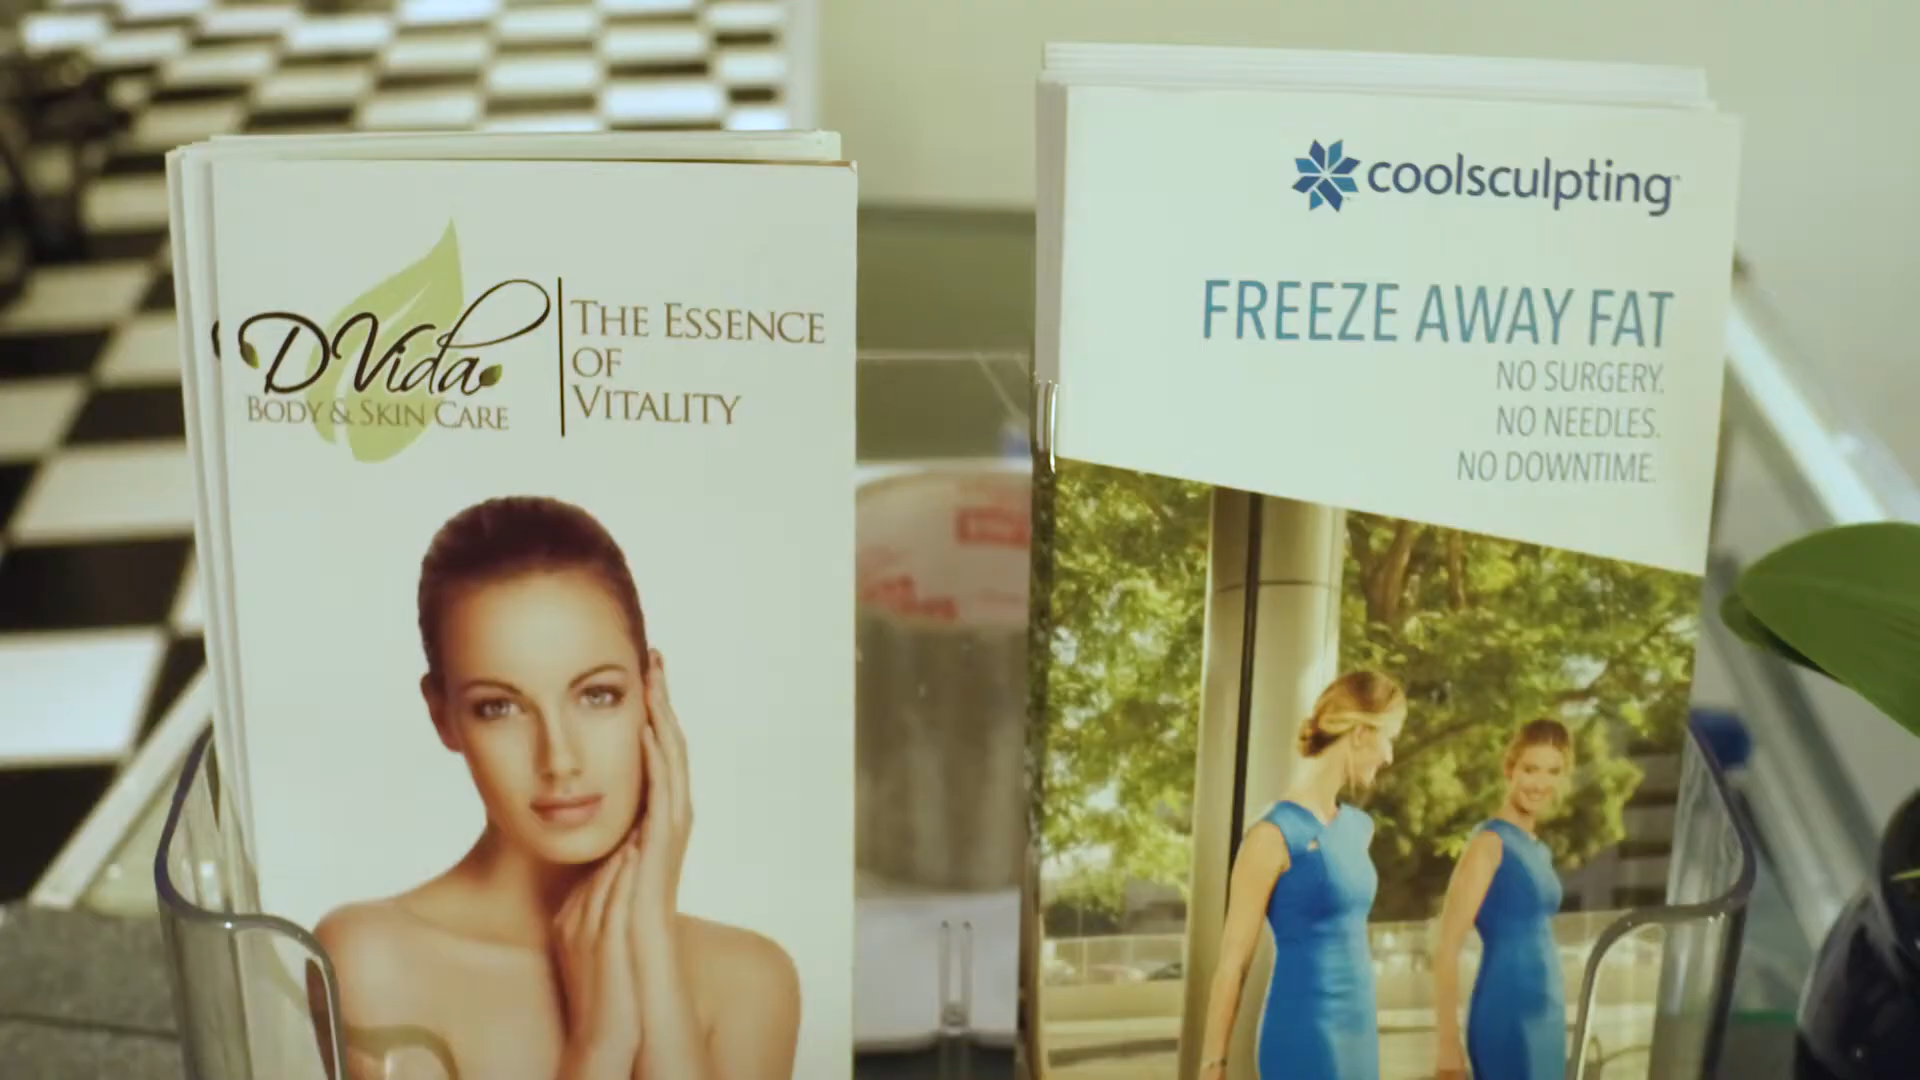 DVida
BODY & SKIN CARE
THE ESSENCE
OF
VITALITY
coolsculpting
FREEZE AWAY FAT
NO SURGERY.
NO NEEDLES.
NO DOWNTIME.